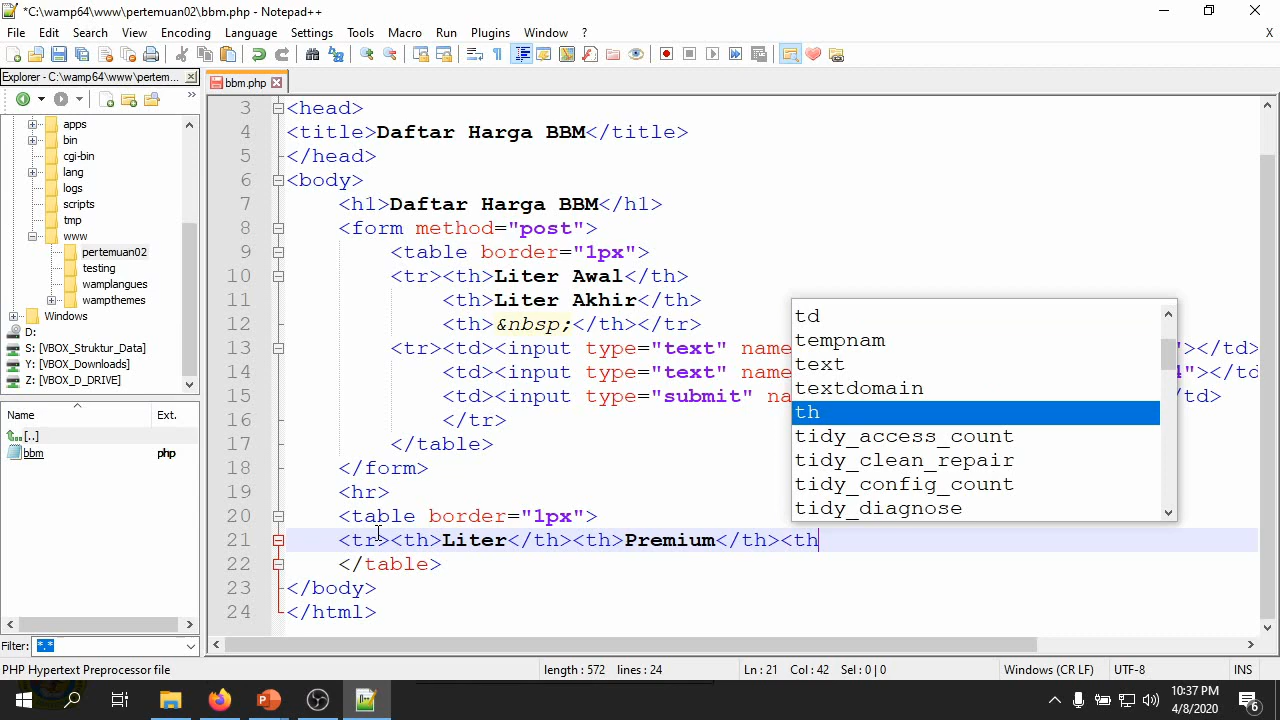 *C:\wamp64\www\pertemuan02\bbm.php - Notepad++
File Edit Search View Encoding Language Settings Tools Macro Run Plugins Window ? X
Explorer - C:\wamp64\www\pertem...
bbm.php
apps
bin
cgi-bin
lang
logs
scripts
tmp
www
pertemuan02
testing
wamplangues
wampthemes
Windows
D:
S: [VBOX_Struktur_Data]
Y: [VBox_Downloads]
Z: [VBOX_D_DRIVE]
Name Ext.
[..]
bbm php
Filter: *.*
3 <head>
4 <title>Daftar Harga BBM</title>
5 </head>
6 <body>
7 <h1>Daftar Harga BBM</h1>
8 <form method="post">
9 <table border="1px">
10 <tr><th>Liter Awal</th>
11 <th>Liter Akhir</th>
12 <th>&nbsp;</th></tr>
13 <tr><td><input type="text" name "></td>
14 <td><input type="text" name 4"></td
15 <td><input type="submit" na </td>
16 </tr>
17 </table>
18 </form>
19 <hr>
20 <table border="1px">
21 <tr><th>Liter</th><th>Premium</th><th
22 </table>
23 </body>
24 </html>
td
tempnam
text
textdomain
th
tidy_access_count
tidy_clean_repair
tidy_config_count
tidy_diagnose
PHP Hypertext Preprocessor file length : 572 lines : 24 Ln : 21 Col : 42 Sel : 0 | 0 Windows (CR LF) UTF-8 INS
10:37 PM
4/8/2020
6